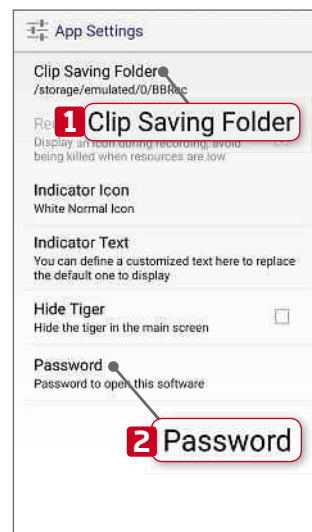 App Settings
Clip Saving Folder
/storage/emulated/0/BBRec
1 Clip Saving Folder
Display an icon during recording, avoid
being killed when resources are low
Indicator Icon
White Normal Icon
Indicator Text
You can define a customized text here to replace
the default one to display
Hide Tiger
Hide the tiger in the main screen
Password
Password to open this software
2 Password